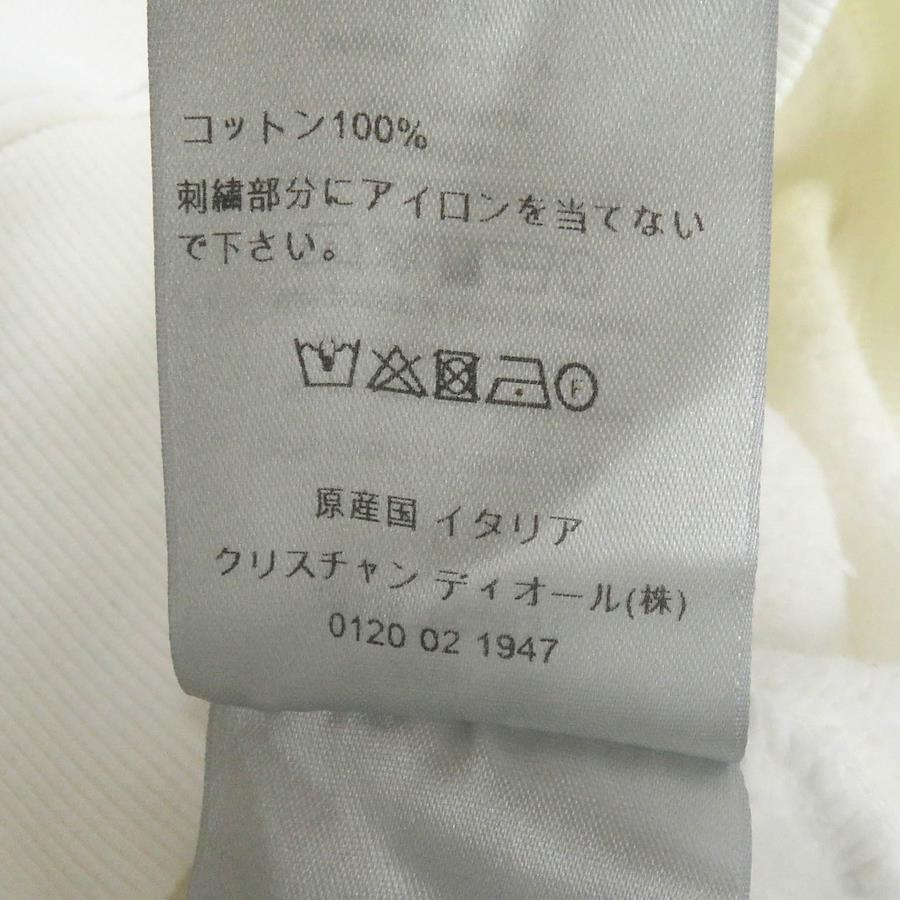 コットン100%
刺繍部分にアイロンを当てない
で下さい。
F
原産国 イタリア
クリスチャン ディオール(株)
0120 02 1947